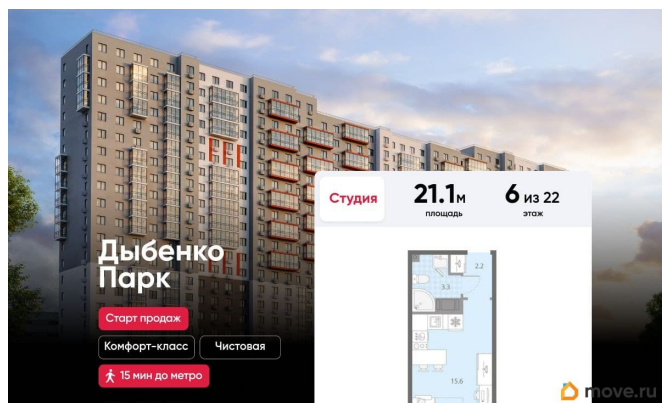 Студия
21.1м
площадь
6 из 22
этаж
Дыбенко
Парк
Старт продаж
Комфорт-класс
Чистовая
15 мин до метро
2.2
3.3
15.6
move.ru